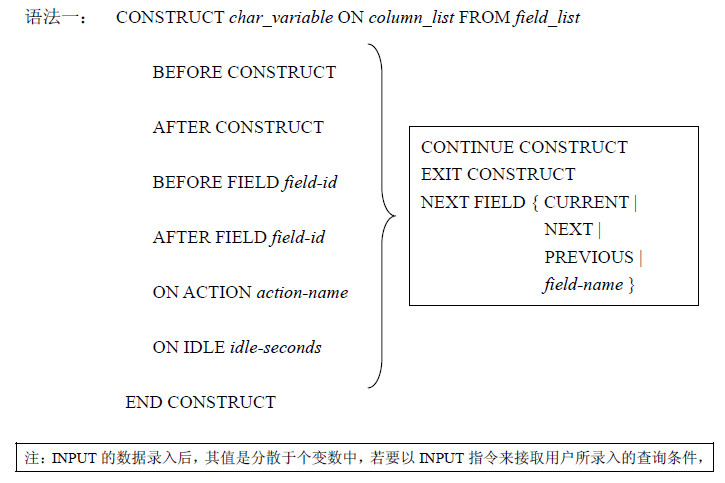 语法一： CONSTRUCT char_variable ON column_list FROM field_list
BEFORE CONSTRUCT
AFTER CONSTRUCT
BEFORE FIELD field-id
AFTER FIELD field-id
ON ACTION action-name
ON IDLE idle-seconds
END CONSTRUCT
CONTINUE CONSTRUCT
EXIT CONSTRUCT
NEXT FIELD { CURRENT |
NEXT |
PREVIOUS |
field-name }
注：INPUT 的数据录入后，其值是分散于个变数中，若要以 INPUT 指令来接取用户所录入的查询条件，